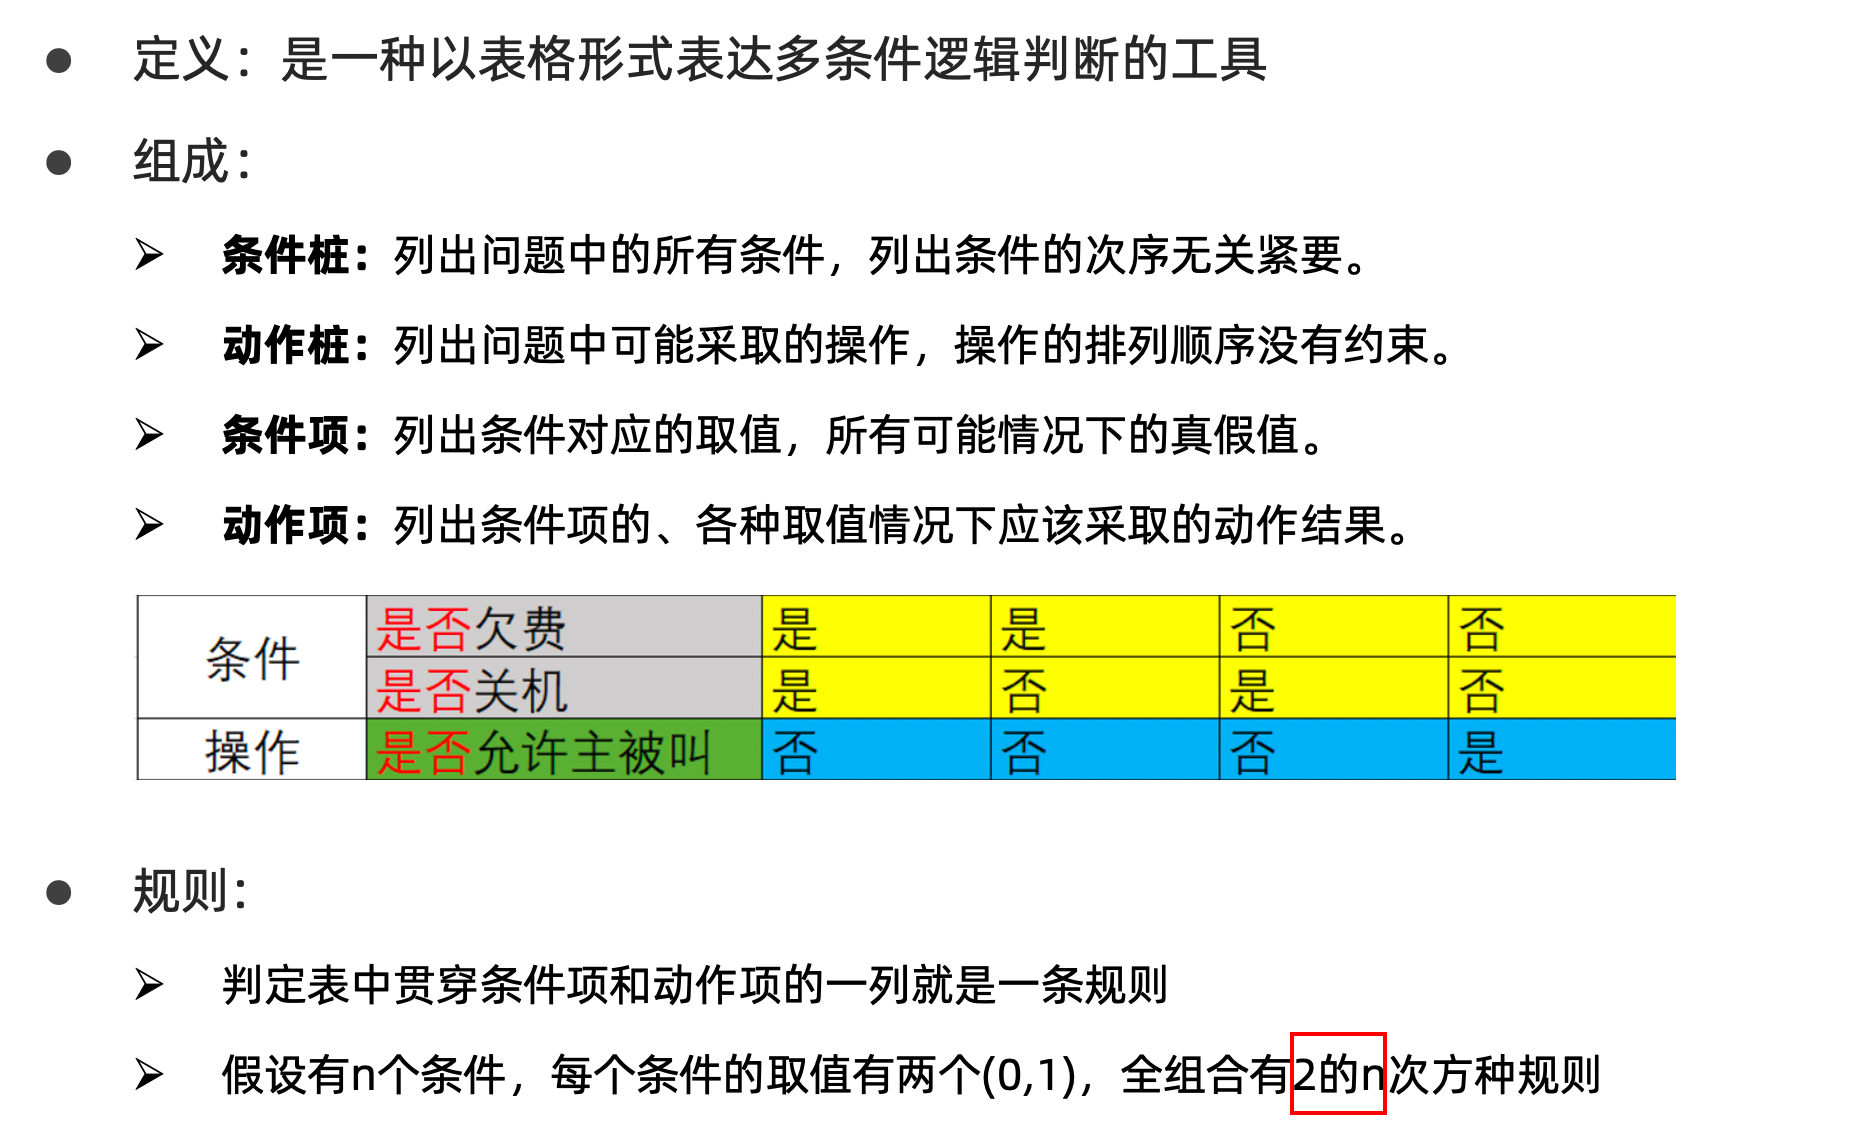 ● 定义：是一种以表格形式表达多条件逻辑判断的工具
● 组成：
➢ 条件桩：列出问题中的所有条件，列出条件的次序无关紧要。
➢ 动作桩：列出问题中可能采取的操作，操作的排列顺序没有约束。
➢ 条件项：列出条件对应的取值，所有可能情况下的真假值。
➢ 动作项：列出条件项的、各种取值情况下应该采取的动作结果。
条件 是否欠费 是 是 否 否
是否关机 是 否 是 否
操作 是否允许主被叫 否 否 否 是
● 规则：
➢ 判定表中贯穿条件项和动作项的一列就是一条规则
➢ 假设有n个条件，每个条件的取值有两个(0,1)，全组合有2的n次方种规则